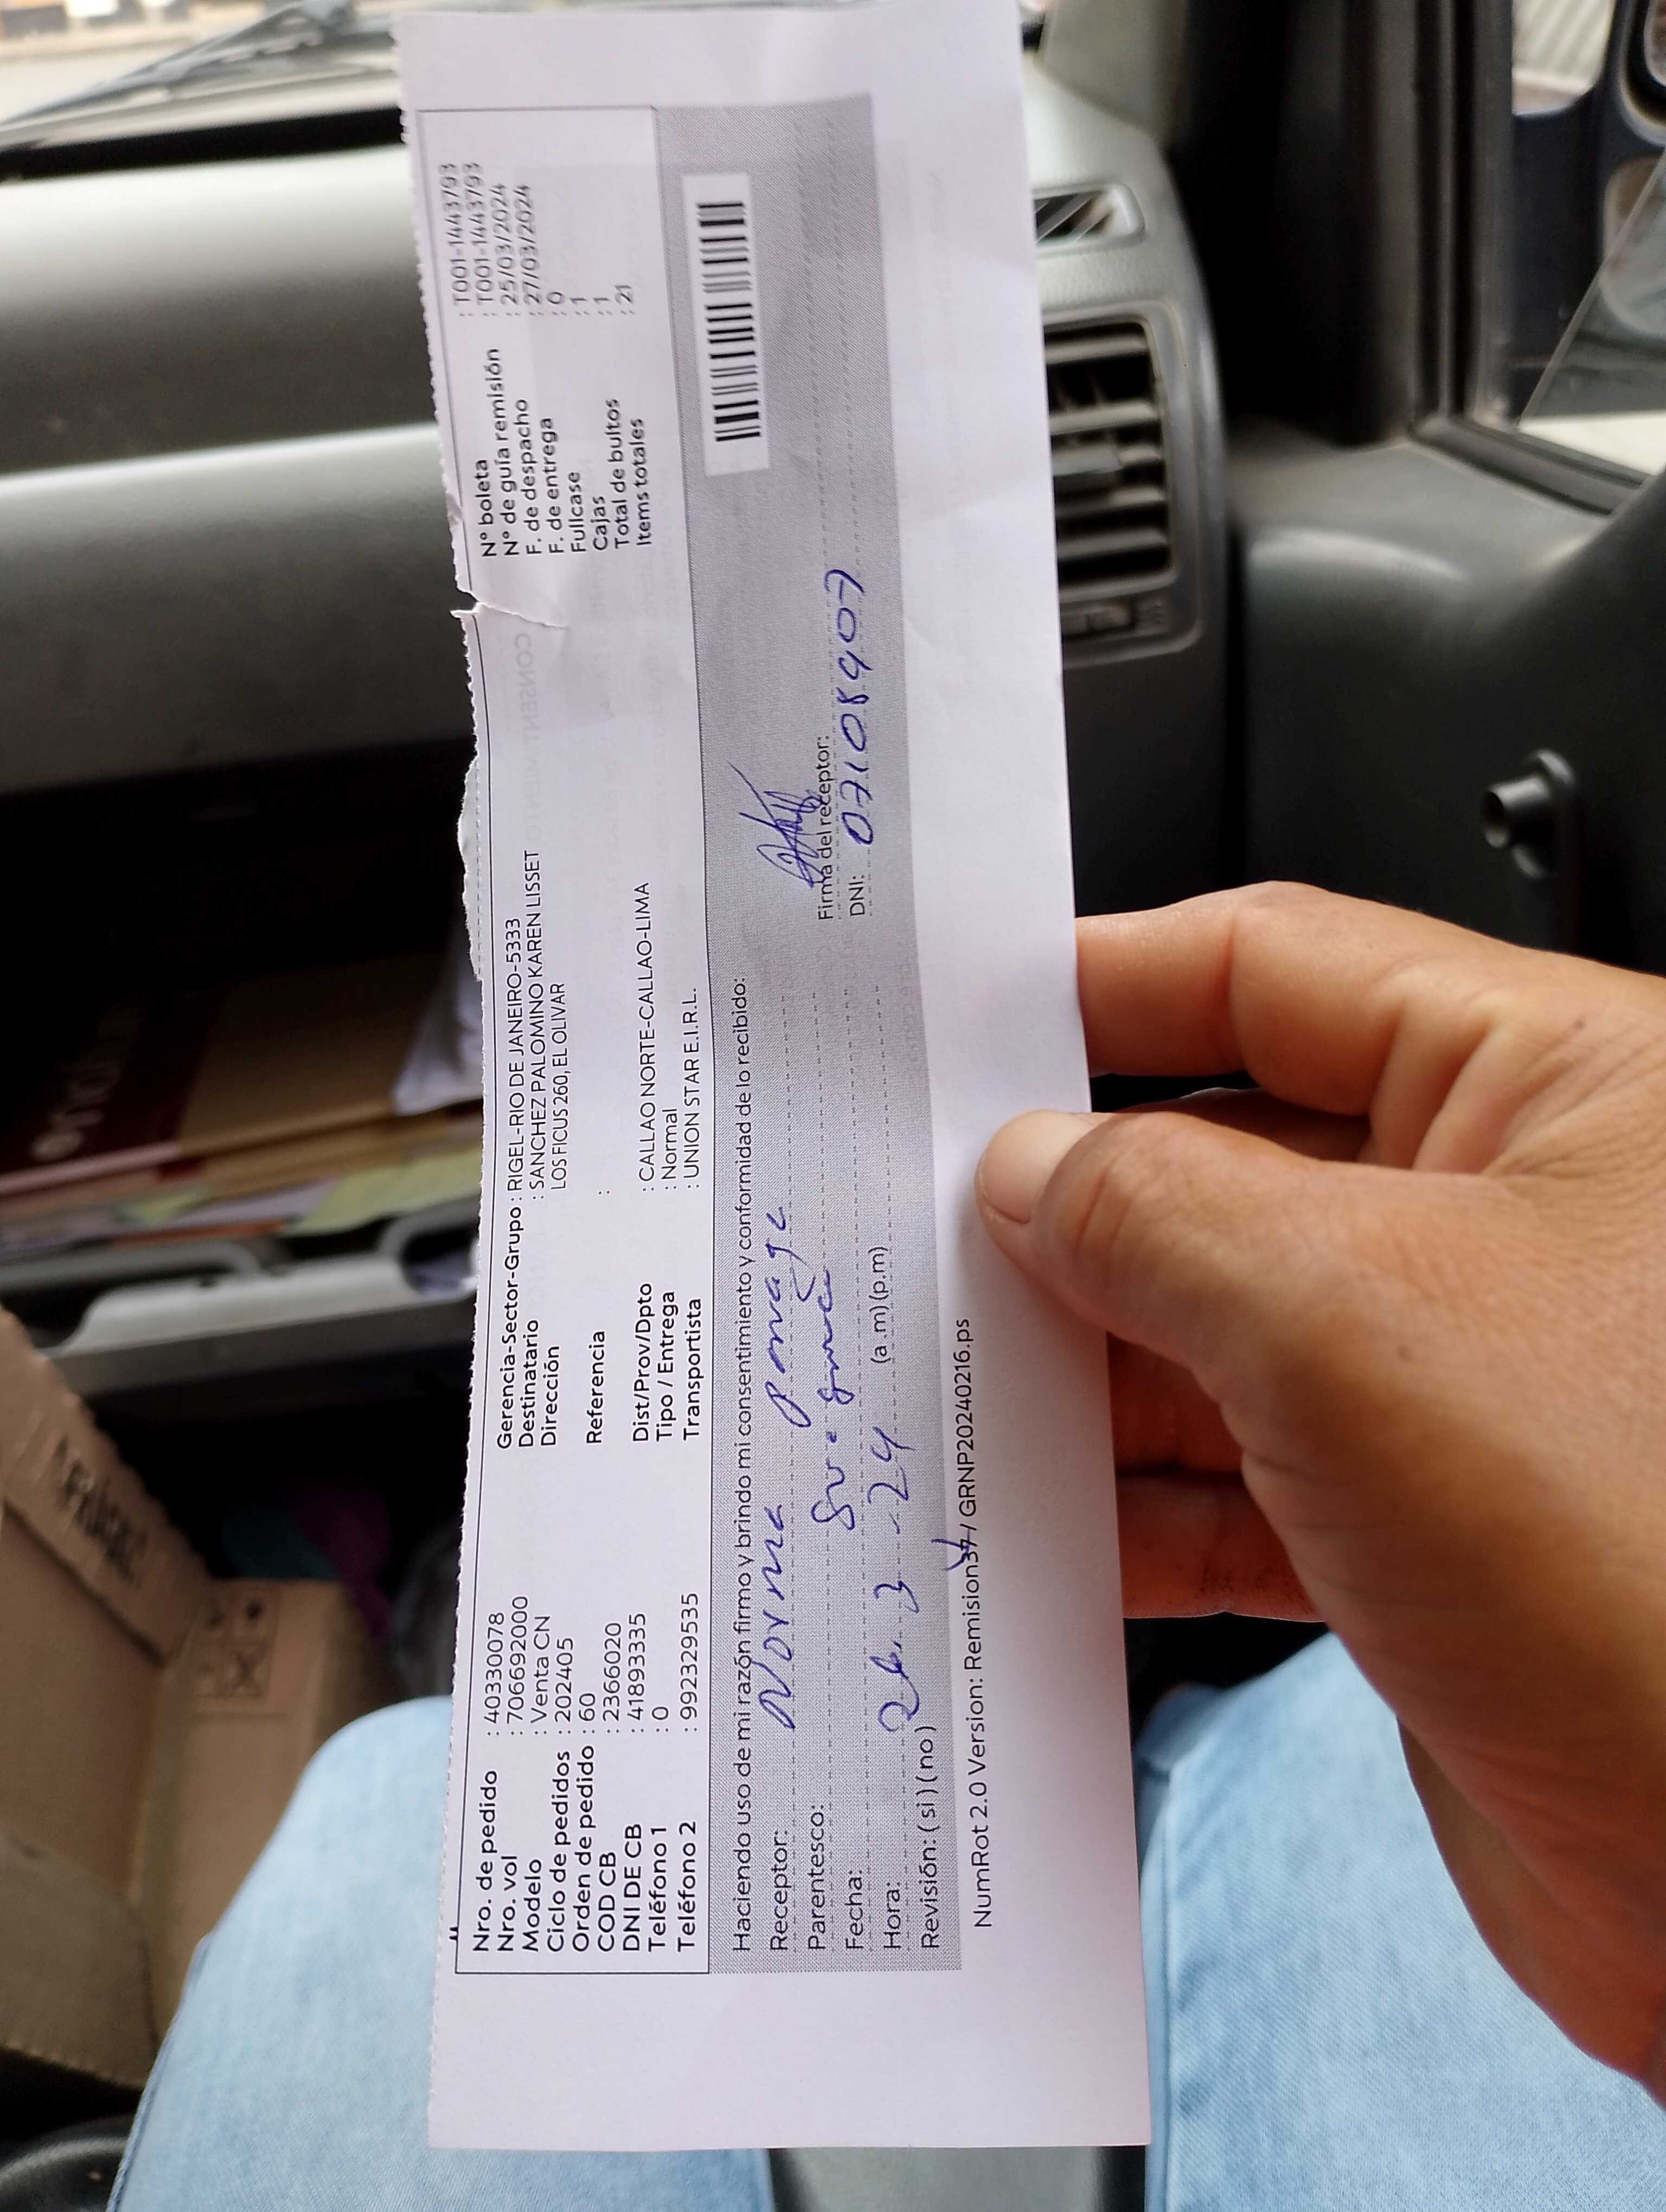 Nro. de pedido : 40330078
Nro. vol : 706692000
Modelo : Venta CN
Ciclo de pedidos : 202405
Orden de pedido : 60
COD CB : 2366020
DNI DE CB : 41893335
Teléfono 1 : 0
Teléfono 2 : 992329535
Gerencia-Sector-Grupo : RIGEL-RIO DE JANEIRO-5333
Destinatario : SANCHEZ PALOMINO KAREN LISSET
Dirección LOS FICUS 260, EL OLIVAR
Referencia :
Dist/Prov/Dpto : CALLAO NORTE-CALLAO-LIMA
Tipo / Entrega : Normal
Transportista : UNION STAR E.I.R.L.
N° boleta : T001-1443793
N° de guía remisión : T001-1443793
F. de despacho : 25/03/2024
F. de entrega : 27/03/2024
Fullcase : 0
Cajas : 1
Total de bultos : 1
Items totales : 21
Haciendo uso de mi razón firmo y brindo mi consentimiento y conformidad de lo recibido:
Receptor: Norma
Parentesco:
Fecha:
Hora: 26. 3 - 24 (a.m) (p.m)
Revisión: ( si ) ( no )
Firma del receptor:
DNI: 07108907
NumRot 2.0 Version: Remision37 / GRNP20240216.ps